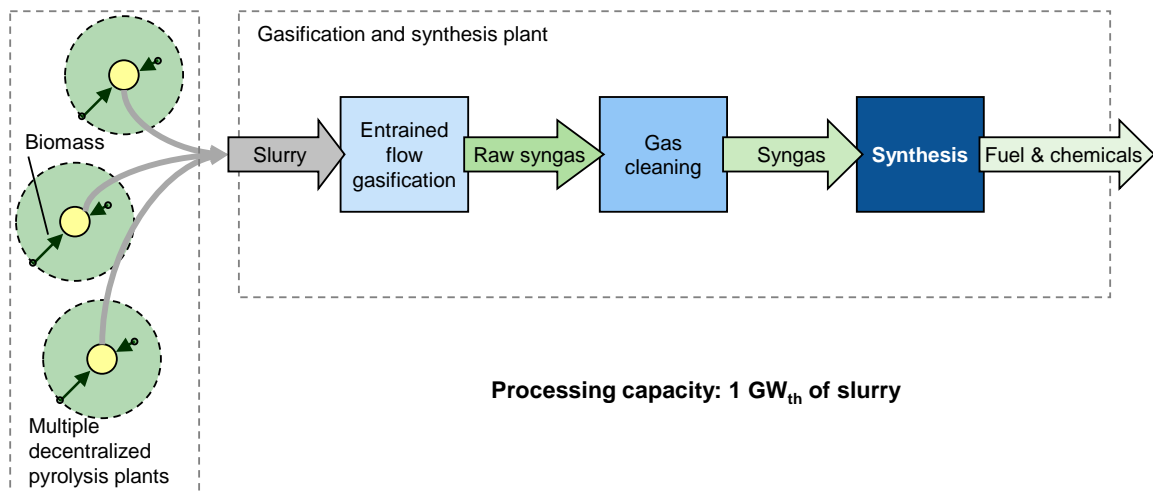 Gasification and synthesis plant
Biomass
Slurry
Entrained
flow
gasification
Raw syngas
Gas
cleaning
Syngas
Synthesis
Fuel & chemicals
Multiple
decentralized
pyrolysis plants
Processing capacity: 1 GWth of slurry